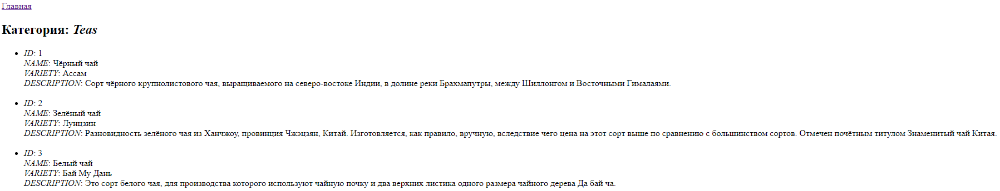 Главная
Категория: Teas
ID: 1
NAME: Чёрный чай
VARIETY: Ассам
DESCRIPTION: Сорт чёрного крупнолистового чая, выращиваемого на северо-востоке Индии, в долине реки Брахмапутры, между Шиллонгом и Восточными Гималаями.
ID: 2
NAME: Зелёный чай
VARIETY: Лунцзин
DESCRIPTION: Разновидность зелёного чая из Ханчжоу, провинция Чжэцзян, Китай. Изготовляется, как правило, вручную, вследствие чего цена на этот сорт выше по сравнению с большинством сортов. Отмечен почётным титулом Знаменитый чай Китая.
ID: 3
NAME: Белый чай
VARIETY: Бай Му Дань
DESCRIPTION: Это сорт белого чая, для производства которого используют чайную почку и два верхних листика одного размера чайного дерева Да бай ча.